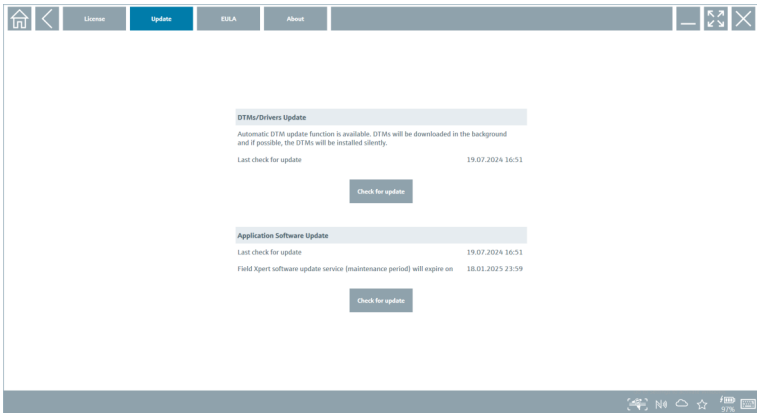 License
Update
EULA
About
DTMs/Drivers Update
Automatic DTM update function is available. DTMs will be downloaded in the background
and if possible, the DTMs will be installed silently.
Last check for update 19.07.2024 16:51
Check for update
Application Software Update
Last check for update 19.07.2024 16:51
Field Xpert software update service (maintenance period) will expire on 18.01.2025 23:59
Check for update
97%